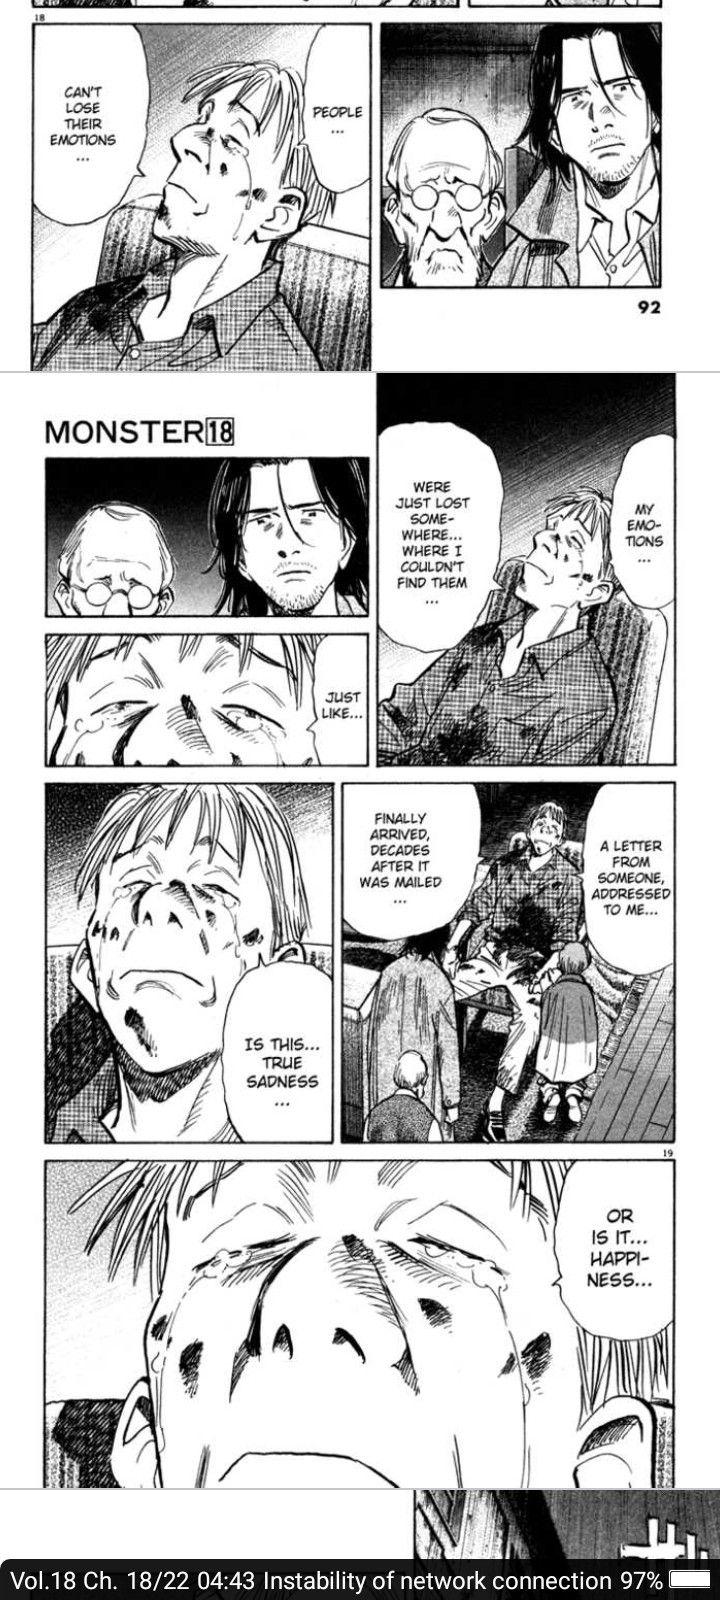 18
PEOPLE
...
CAN'T
LOSE
THEIR
EMOTIONS
...
92
MONSTER 18
MY
EMO-
TIONS
...
WERE
JUST LOST
SOME-
WHERE...
WHERE I
COULDN'T
FIND THEM
...
JUST
LIKE...
A LETTER
FROM
SOMEONE,
ADDRESSED
TO ME...
FINALLY
ARRIVED,
DECADES
AFTER IT
WAS MAILED
...
IS THIS...
TRUE
SADNESS
...
19
OR
IS IT...
HAPPI-
NESS...
Vol.18 Ch. 18/22 04:43 Instability of network connection 97%